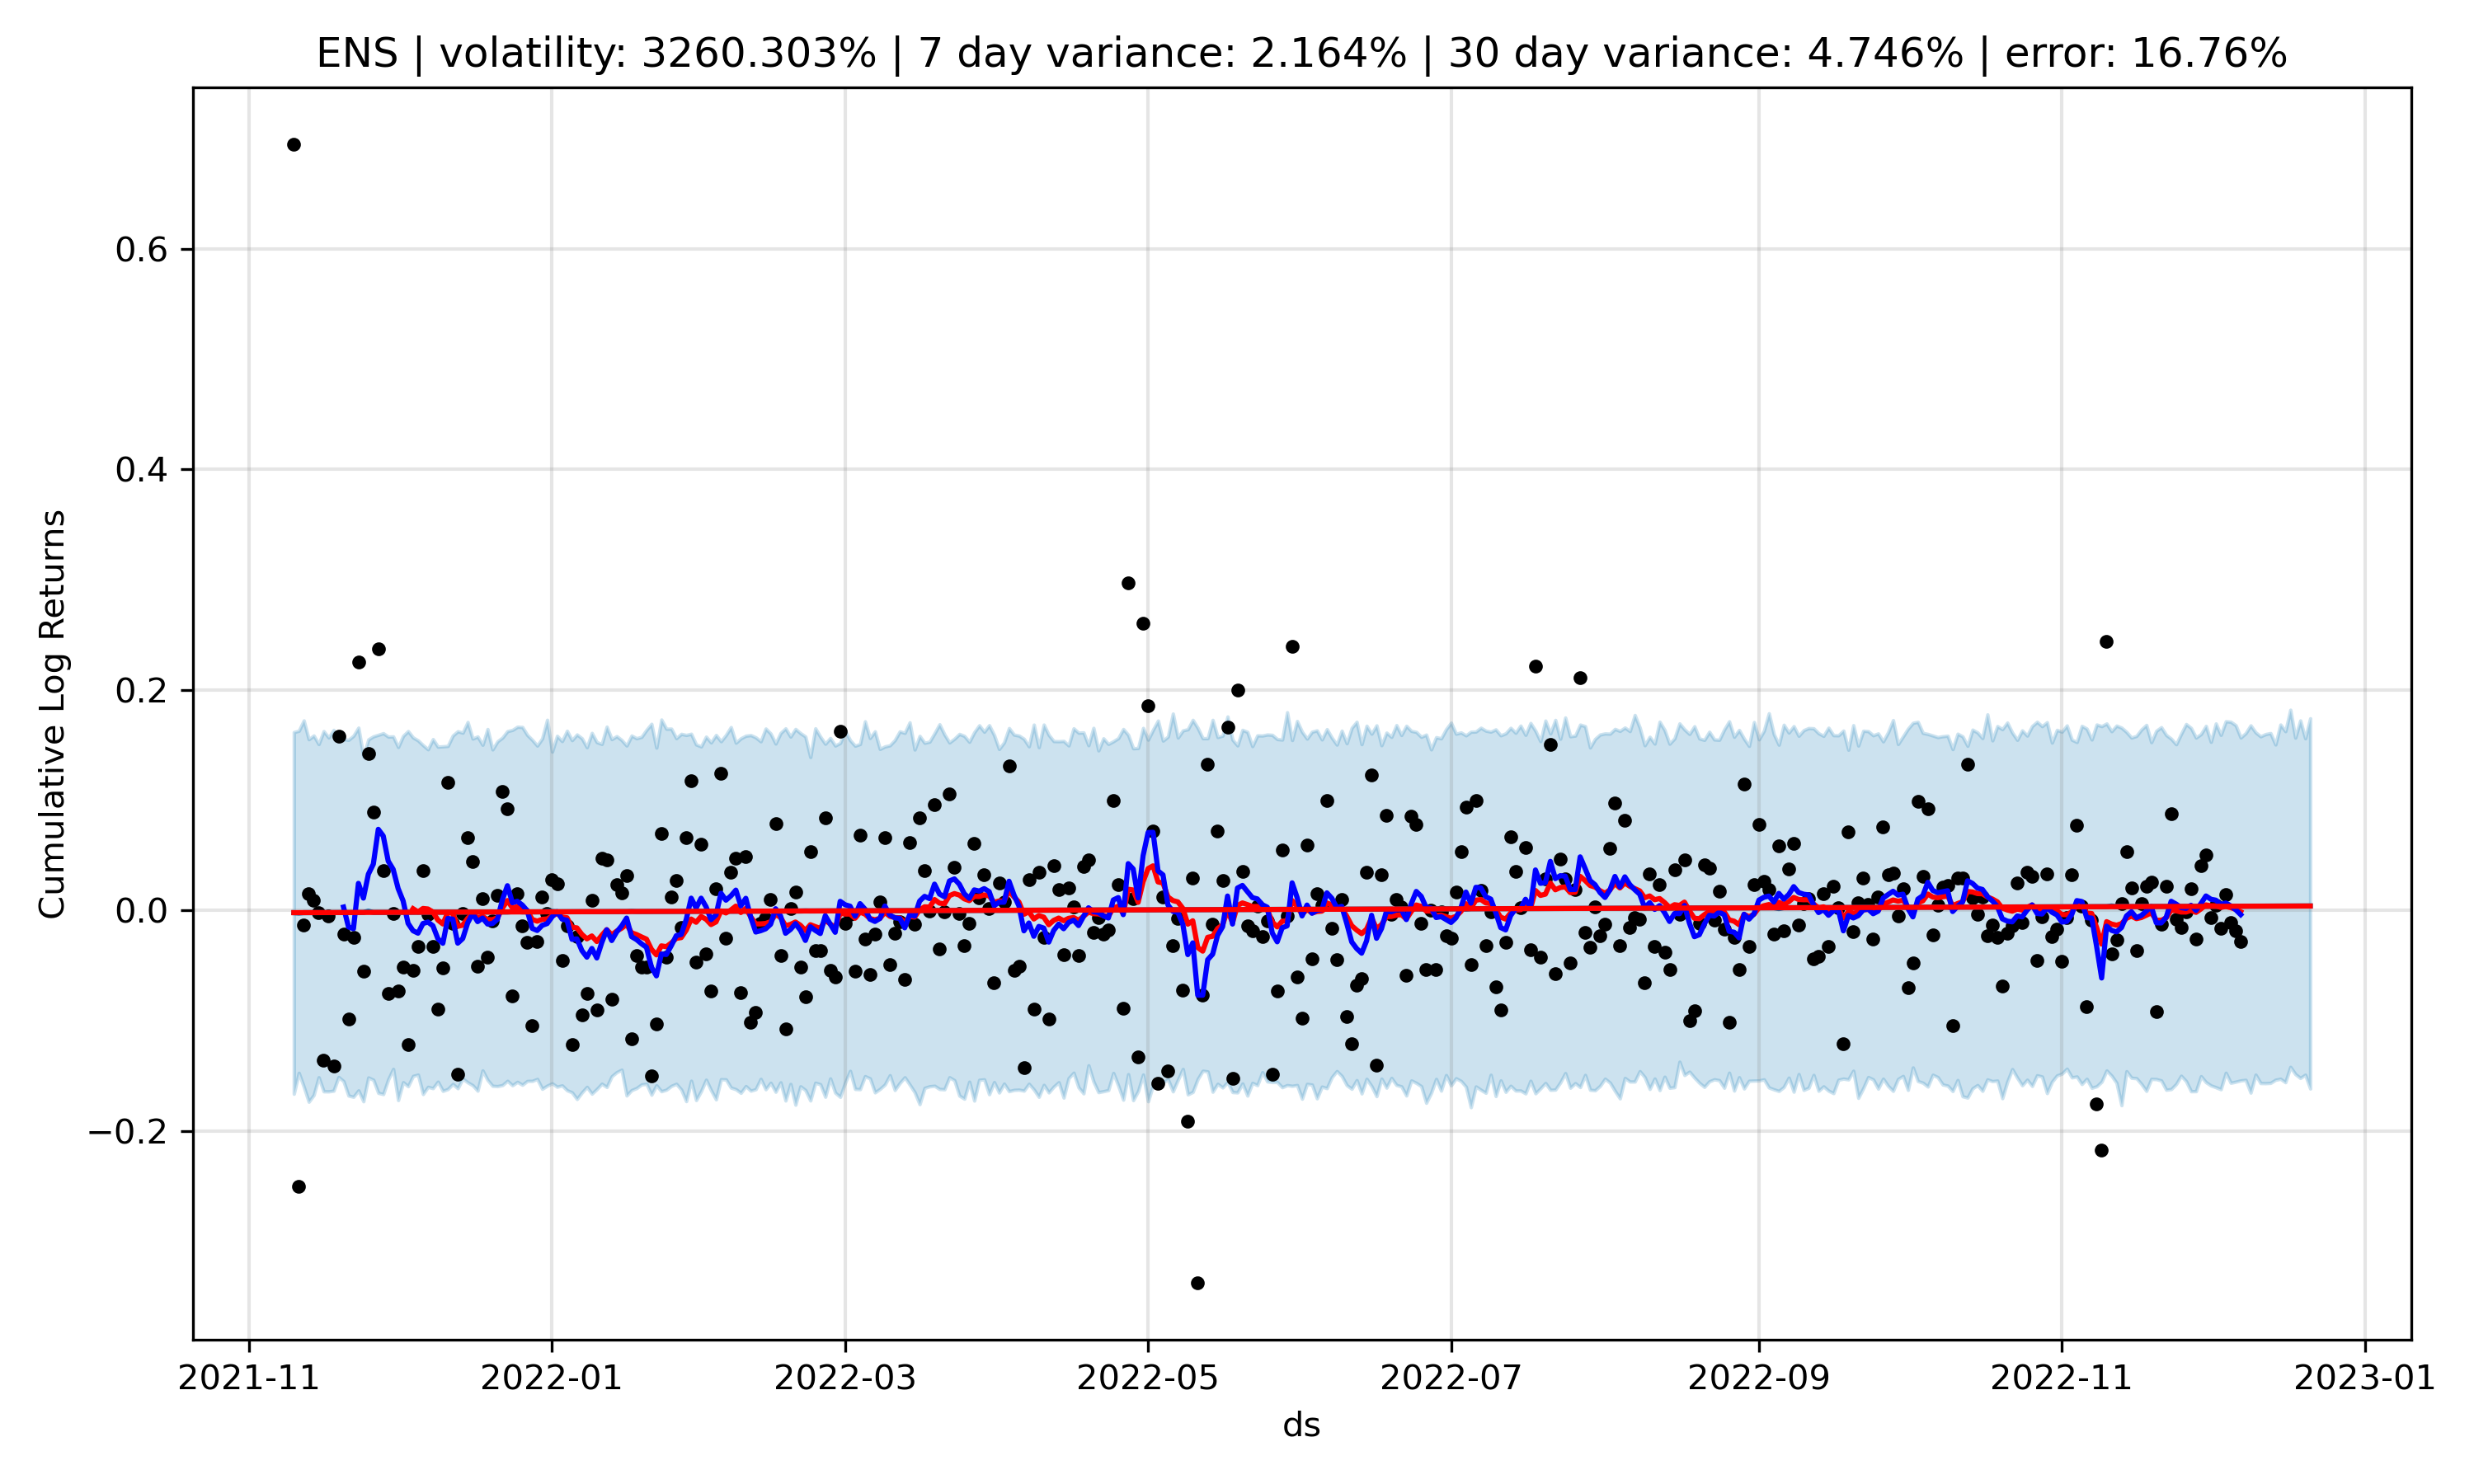 ENS | volatility: 3260.303% | 7 day variance: 2.164% | 30 day variance: 4.746% | error: 16.76%
Cumulative Log Returns
0.6
0.4
0.2
0.0
−0.2
2021-11 2022-01 2022-03 2022-05 2022-07 2022-09 2022-11 2023-01
ds